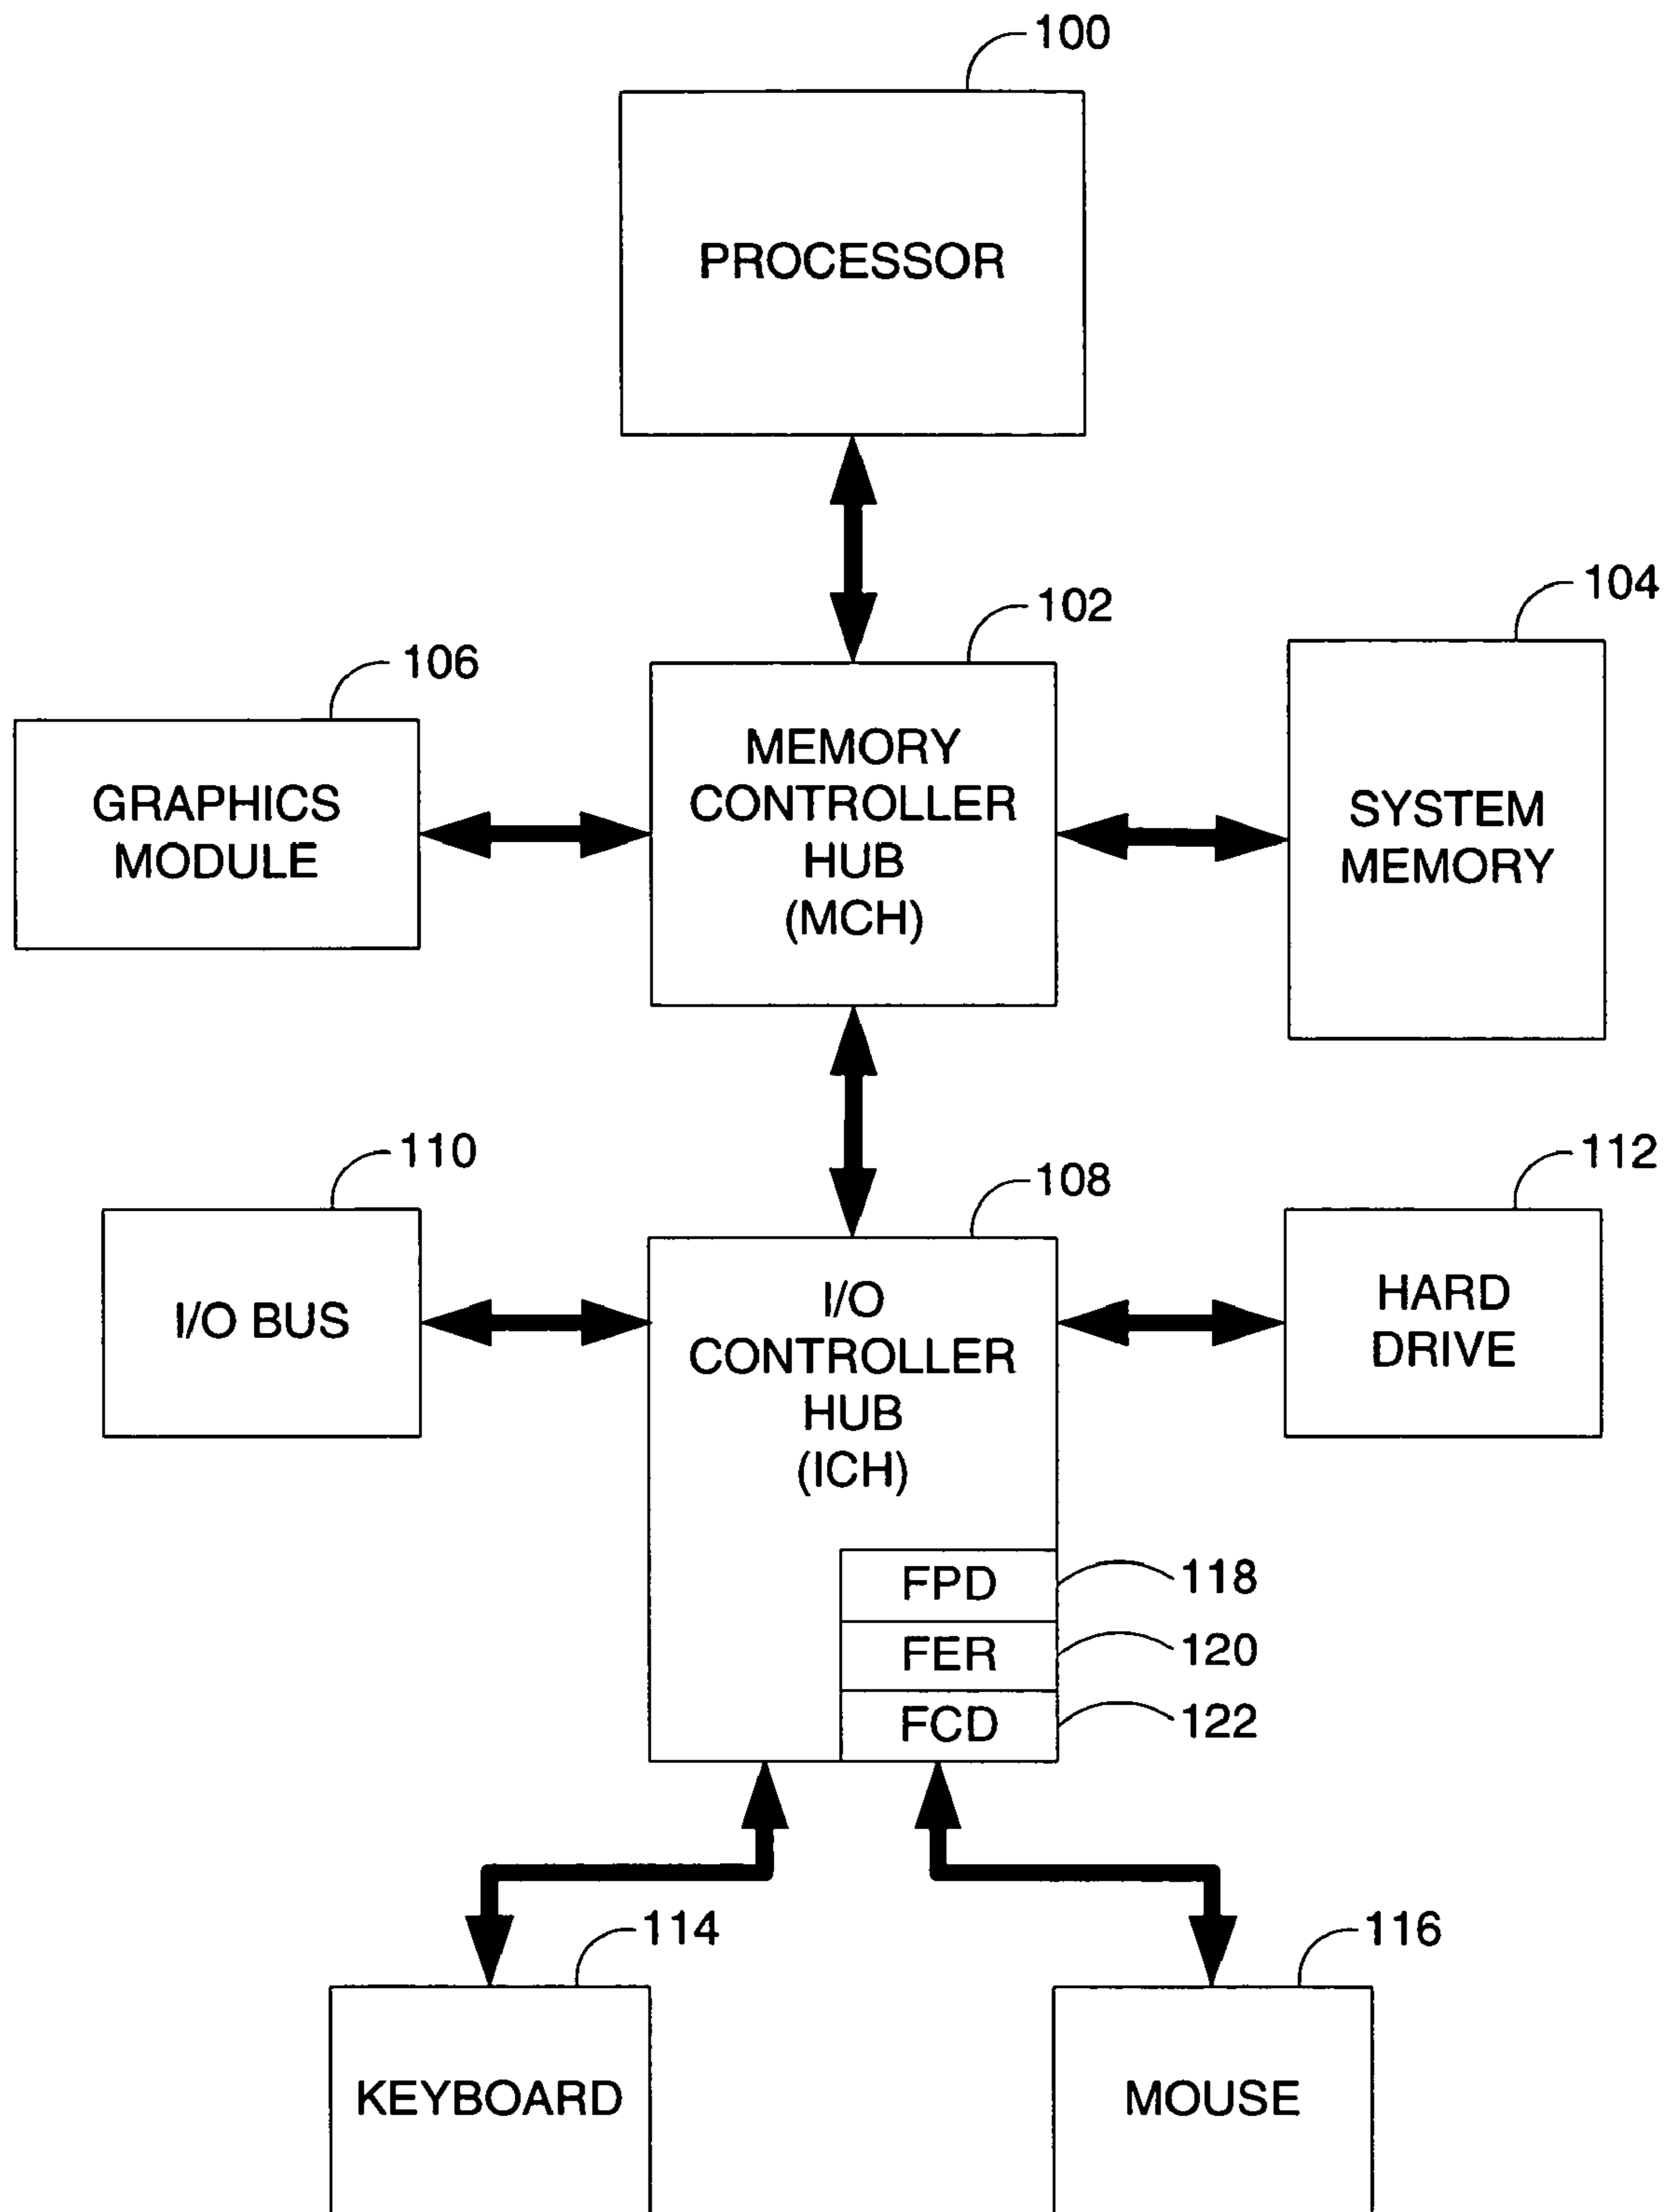 100
PROCESSOR
102
104
106
MEMORY
CONTROLLER
HUB
(MCH)
GRAPHICS
MODULE
SYSTEM
MEMORY
110
112
108
I/O BUS
I/O
CONTROLLER
HUB
(ICH)
HARD
DRIVE
FPD
118
FER
120
FCD
122
114
116
KEYBOARD
MOUSE